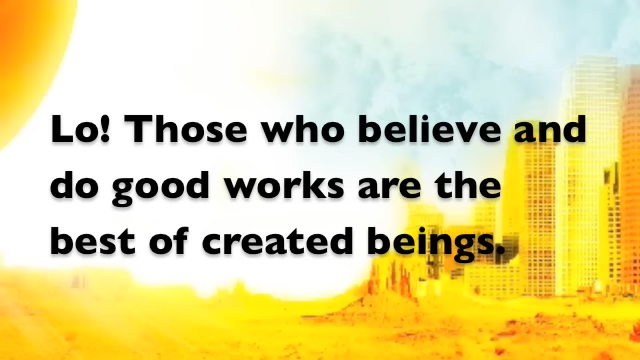 Lo! Those who believe and
do good works are the
best of created beings.